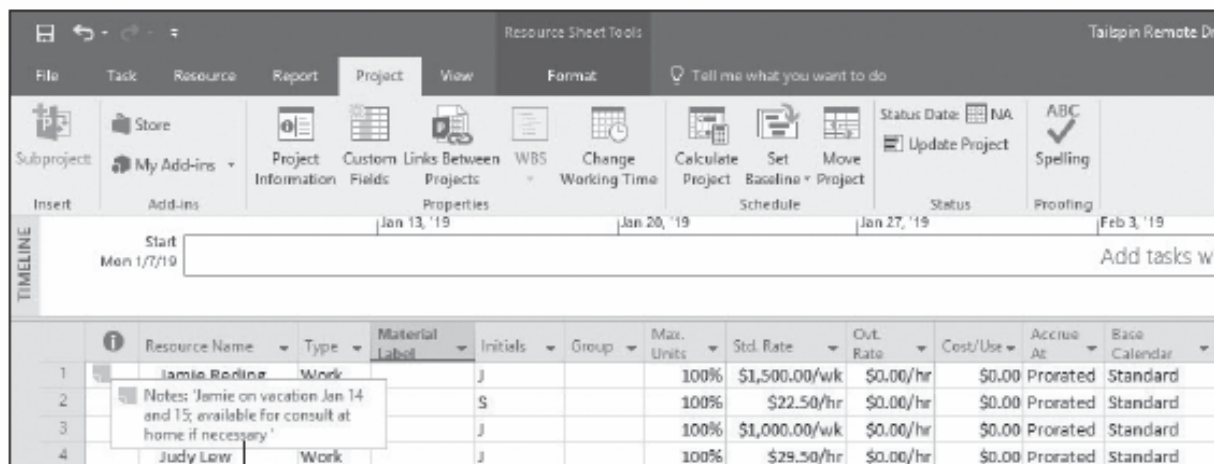 Resource Sheet Tools
Tailspin Remote Dr
File Task Resource Report Project View Format Tell me what you want to do
Subproject
Store
My Add-ins
Project Information
Custom Fields
Links Between Projects
WBS
Change Working Time
Calculate Project
Set Baseline
Move Project
Status Date: NA
Update Project
ABC
Spelling
Insert Add-ins Properties Schedule Status Proofing
TIMELINE
Jan 13, '19 Jan 20, '19 Jan 27, '19 Feb 3, '19
Start
Mon 1/7/19
Add tasks w
Resource Name Type Material Label Initials Group Max. Units Std. Rate Ovt. Rate Cost/Use Accrue At Base Calendar
1 Jamie Reding Work J 100% $1,500.00/wk $0.00/hr $0.00 Prorated Standard
Notes: 'Jamie on vacation Jan 14
and 15; available for consult at
home if necessary '
2 S 100% $22.50/hr $0.00/hr $0.00 Prorated Standard
3 J 100% $1,000.00/wk $0.00/hr $0.00 Prorated Standard
4 Judy Lew Work J 100% $29.50/hr $0.00/hr $0.00 Prorated Standard